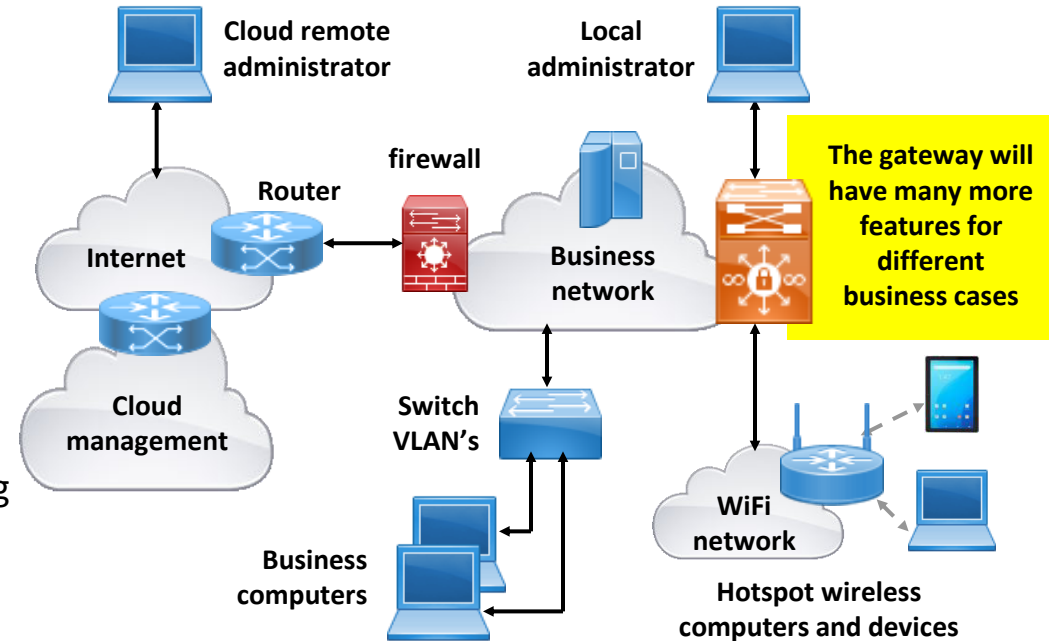 Cloud remote
administrator
Local
administrator
firewall
Router
The gateway will
have many more
features for
different
business cases
Internet
Business
network
Cloud
management
Switch
VLAN's
g
WiFi
network
Business
computers
Hotspot wireless
computers and devices